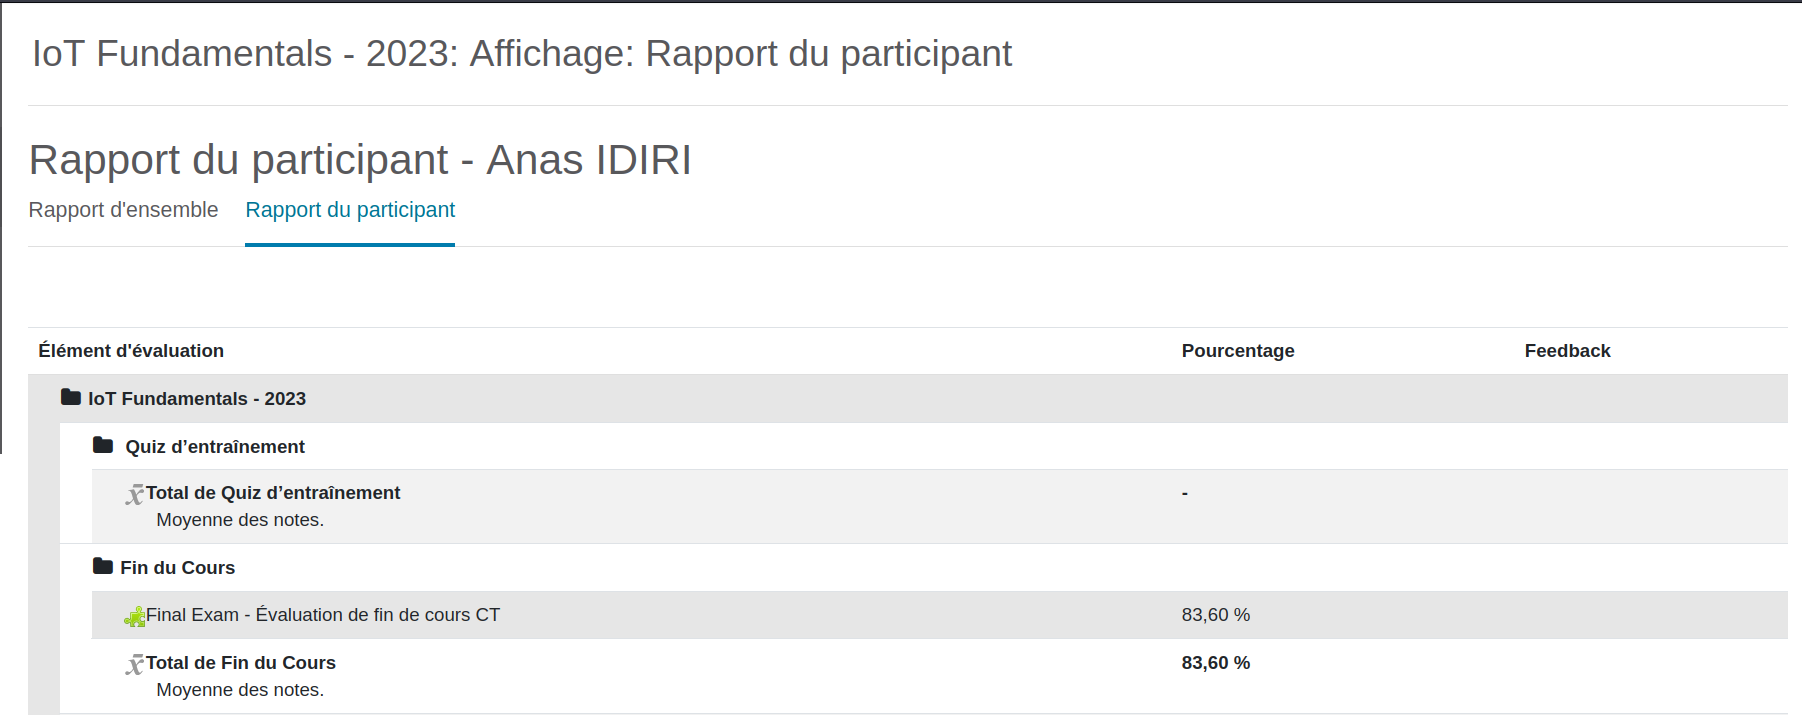 IoT Fundamentals - 2023: Affichage: Rapport du participant
Rapport du participant - Anas IDIRI
Rapport d'ensemble Rapport du participant
Élément d'évaluation Pourcentage Feedback
IoT Fundamentals - 2023
Quiz d’entraînement
Total de Quiz d’entraînement -
Moyenne des notes.
Fin du Cours
Final Exam - Évaluation de fin de cours CT 83,60 %
Total de Fin du Cours 83,60 %
Moyenne des notes.